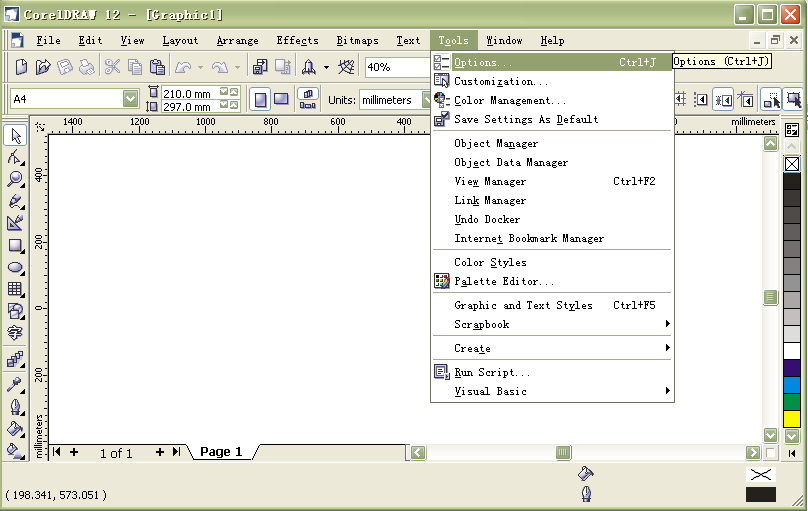 CorelDRAW 12 - [Graphic1]
File Edit View Layout Arrange Effects Bitmaps Text Tools Window Help
40%
A4 210.0 mm 297.0 mm Units: millimeters
Options... Ctrl+J
Options (Ctrl+J)
Customization...
Color Management...
Save Settings As Default
Object Manager
Object Data Manager
View Manager Ctrl+F2
Link Manager
Undo Docker
Internet Bookmark Manager
Color Styles
Palette Editor...
Graphic and Text Styles Ctrl+F5
Scrapbook
Create
Run Script...
Visual Basic
1400 1200 1000 800 600 400 millimeters
400
200
0
200
millimeters
1 of 1 Page 1
( 198.341, 573.051 )